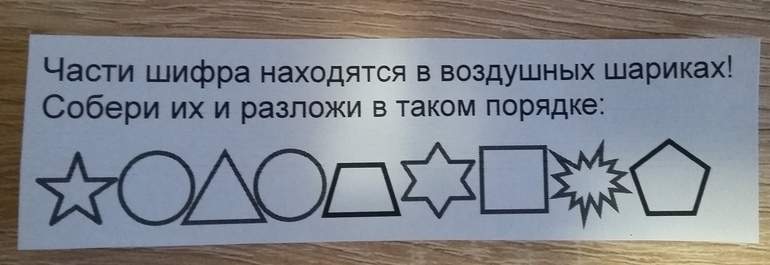 Части шифра находятся в воздушных шариках!
Собери их и разложи в таком порядке: